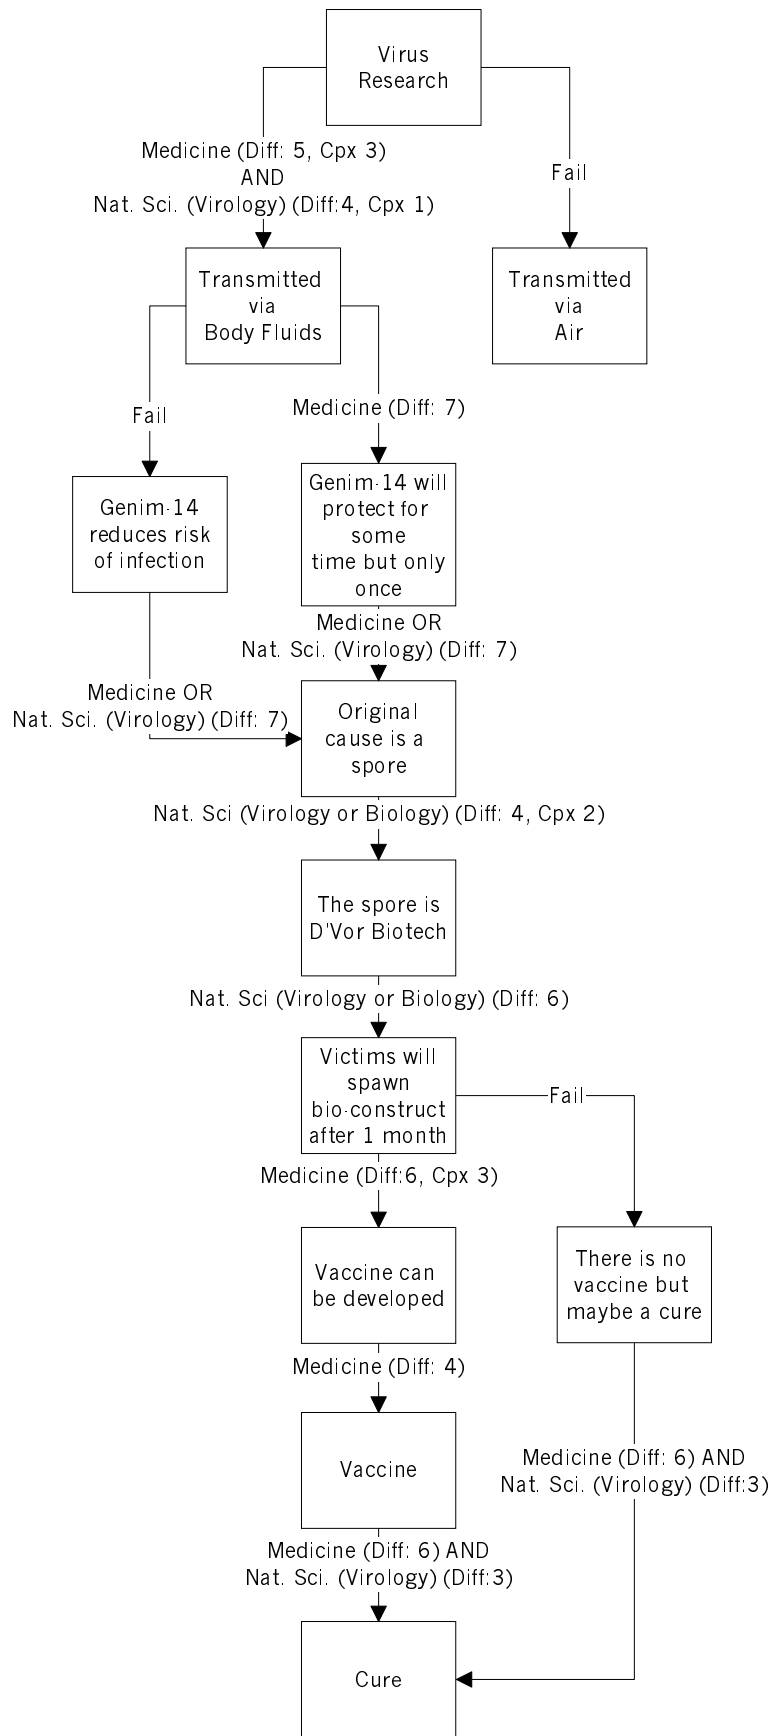 Virus
Research
Medicine (Diff: 5, Cpx 3)
AND
Nat. Sci. (Virology) (Diff:4, Cpx 1)
Fail
Transmitted
via
Body Fluids
Transmitted
via
Air
Fail
Medicine (Diff: 7)
Genim-14
reduces risk
of infection
Genim-14 will
protect for
some
time but only
once
Medicine OR
Nat. Sci. (Virology) (Diff: 7)
Medicine OR
Nat. Sci. (Virology) (Diff: 7)
Original
cause is a
spore
Nat. Sci (Virology or Biology) (Diff: 4, Cpx 2)
The spore is
D'Vor Biotech
Nat. Sci (Virology or Biology) (Diff: 6)
Victims will
spawn
bio-construct
after 1 month
Fail
Medicine (Diff:6, Cpx 3)
Vaccine can
be developed
There is no
vaccine but
maybe a cure
Medicine (Diff: 4)
Vaccine
Medicine (Diff: 6) AND
Nat. Sci. (Virology) (Diff:3)
Medicine (Diff: 6) AND
Nat. Sci. (Virology) (Diff:3)
Cure